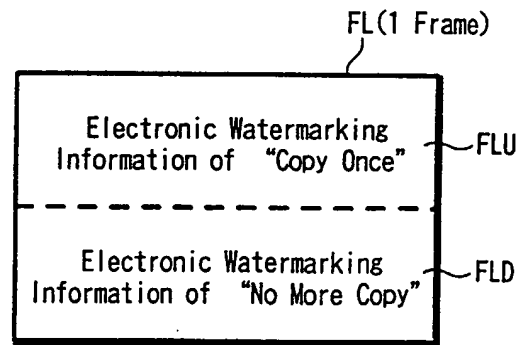 FL(1 Frame)
Electronic Watermarking
Information of "Copy Once"
FLU
Electronic Watermarking
Information of "No More Copy"
FLD